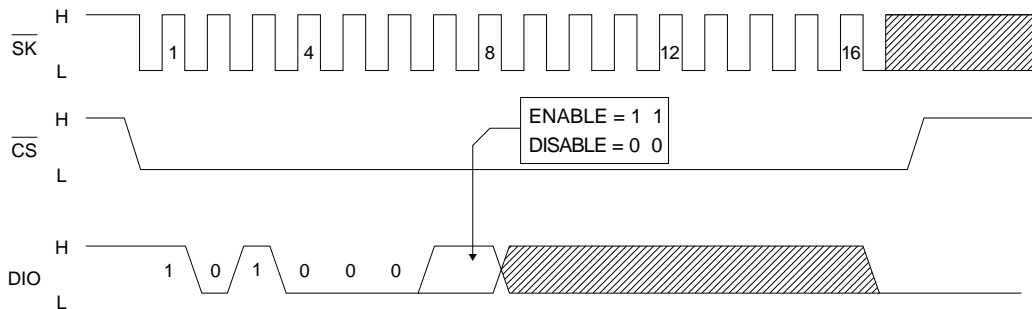 H
SK
L
1 4 8 12 16
H
CS
L
ENABLE = 1 1
DISABLE = 0 0
H
DIO
L
1 0 1 0 0 0